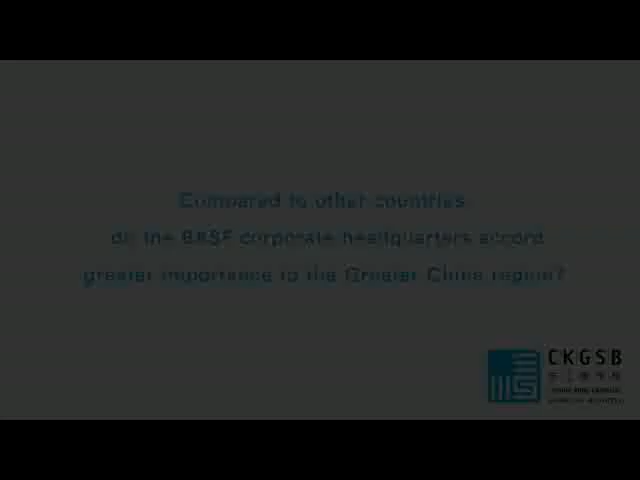 Compared to other countries,
do the BASF corporate headquarters accord
greater importance to the Greater China region?
CKGSB